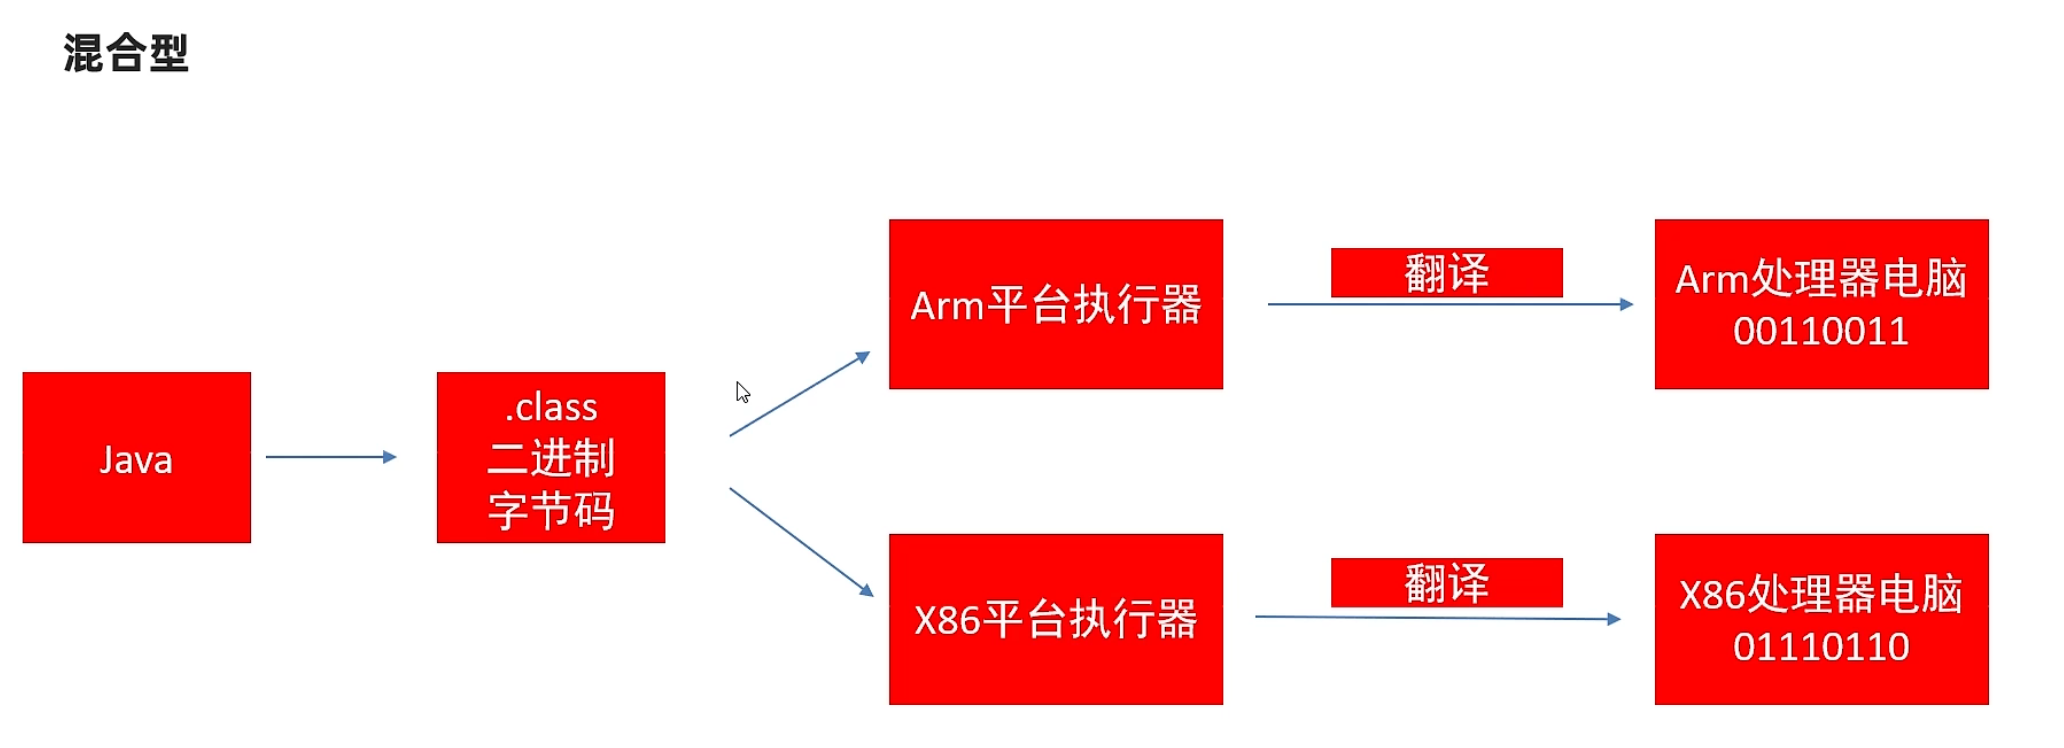 混合型
Java
.class
二进制
字节码
Arm平台执行器
翻译
Arm处理器电脑
00110011
X86平台执行器
翻译
X86处理器电脑
01110110